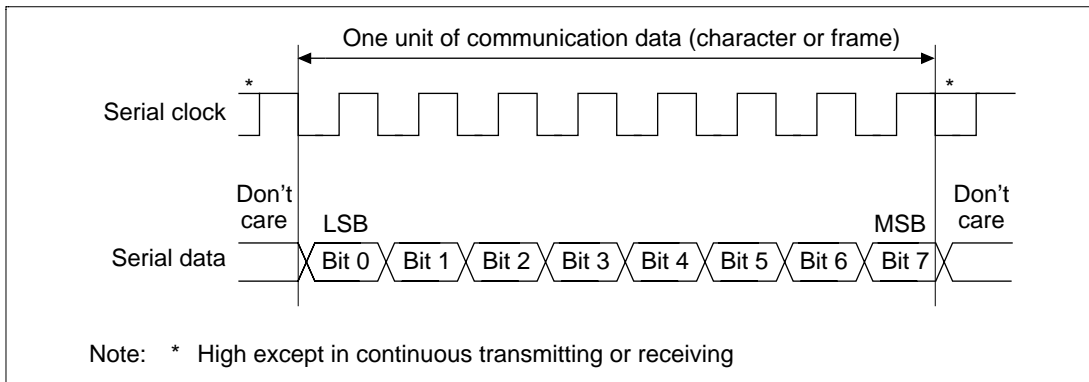 One unit of communication data (character or frame)
* *
Serial clock
Don't care Don't care
LSB MSB
Serial data Bit 0 Bit 1 Bit 2 Bit 3 Bit 4 Bit 5 Bit 6 Bit 7
Note: * High except in continuous transmitting or receiving